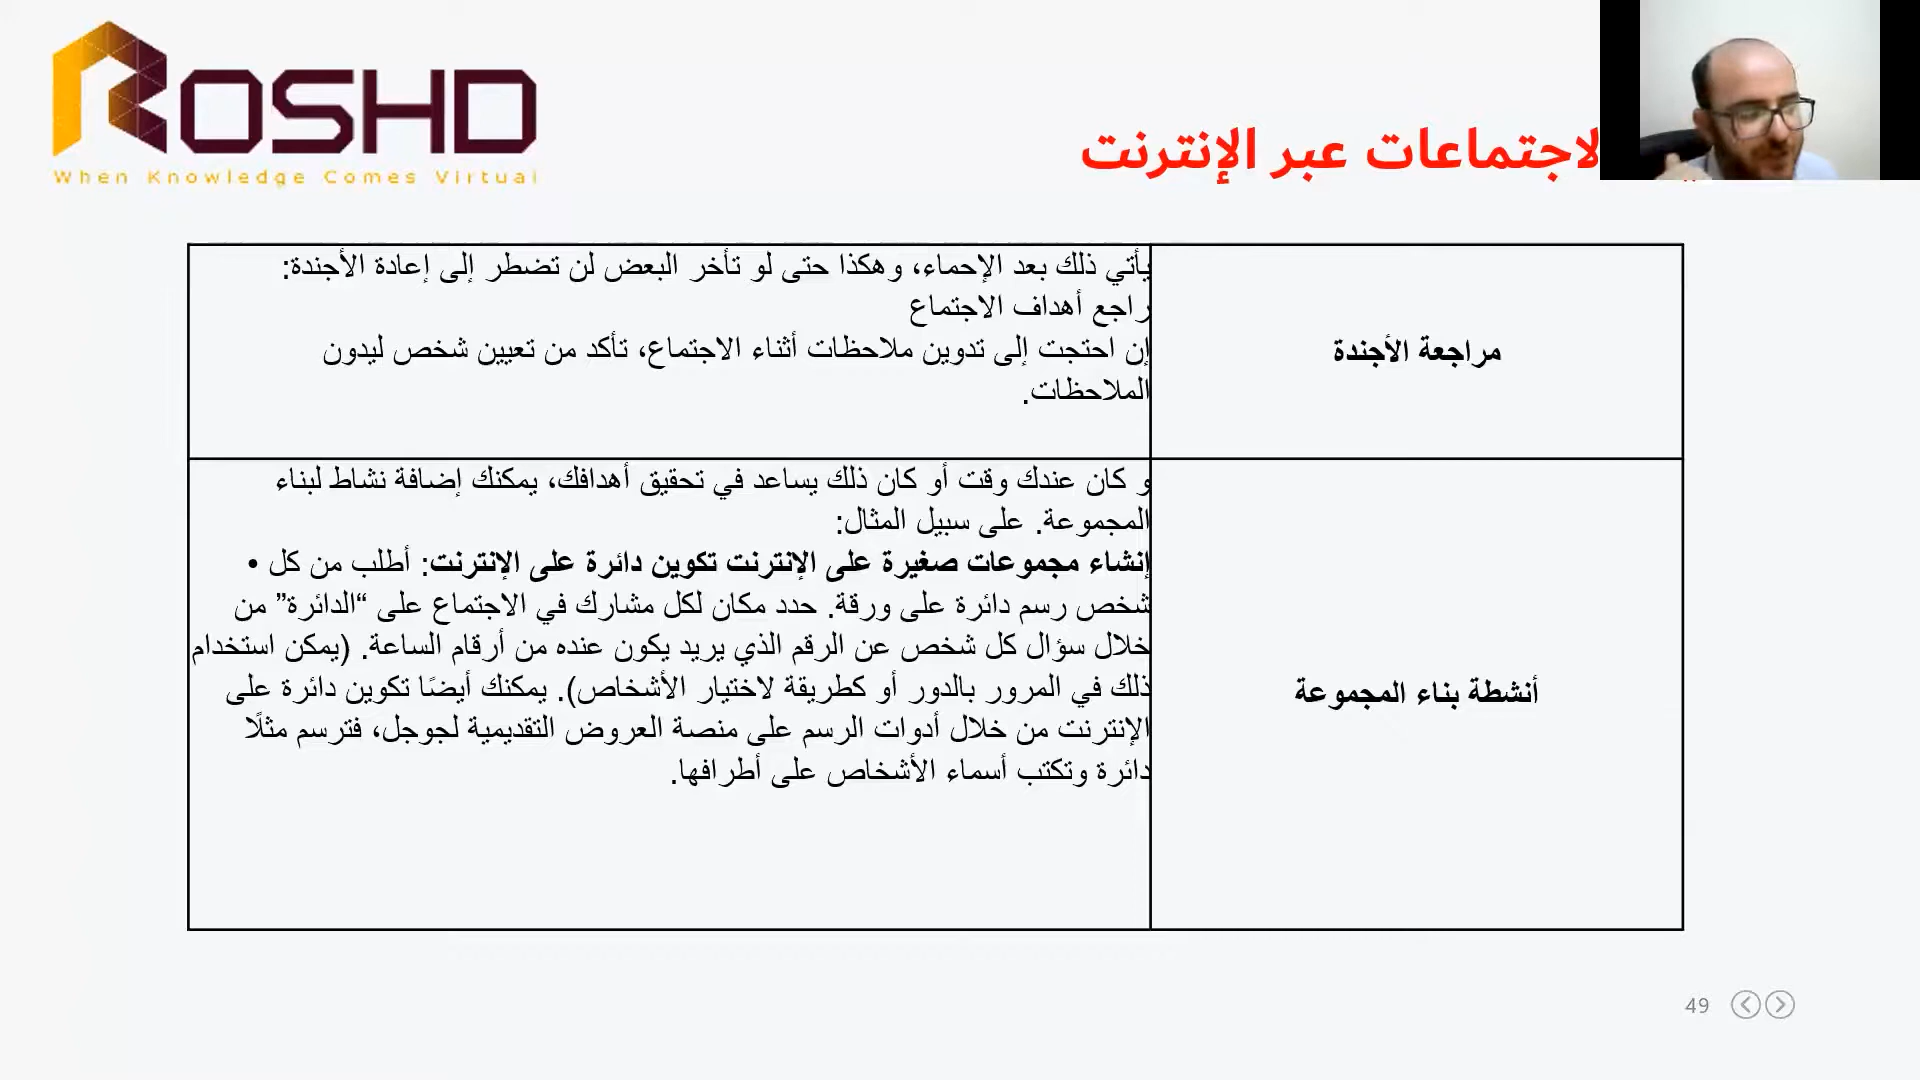 ROSHD
When Knowledge Comes Virtual
لاجتماعات عبر الإنترنت
مراجعة الأجندة
يأتي ذلك بعد الإحماء، وهكذا حتى لو تأخر البعض لن تضطر إلى إعادة الأجندة:
راجع أهداف الاجتماع
إن احتجت إلى تدوين ملاحظات أثناء الاجتماع، تأكد من تعيين شخص ليدون
الملاحظات.
أنشطة بناء المجموعة
و كان عندك وقت أو كان ذلك يساعد في تحقيق أهدافك، يمكنك إضافة نشاط لبناء
المجموعة. على سبيل المثال:
إنشاء مجموعات صغيرة على الإنترنت تكوين دائرة على الإنترنت: أطلب من كل •
شخص رسم دائرة على ورقة. حدد مكان لكل مشارك في الاجتماع على “الدائرة” من
خلال سؤال كل شخص عن الرقم الذي يريد يكون عنده من أرقام الساعة. (يمكن استخدام
ذلك في المرور بالدور أو كطريقة لاختيار الأشخاص). يمكنك أيضًا تكوين دائرة على
الإنترنت من خلال أدوات الرسم على منصة العروض التقديمية لجوجل، فترسم مثلًا
دائرة وتكتب أسماء الأشخاص على أطرافها.
49